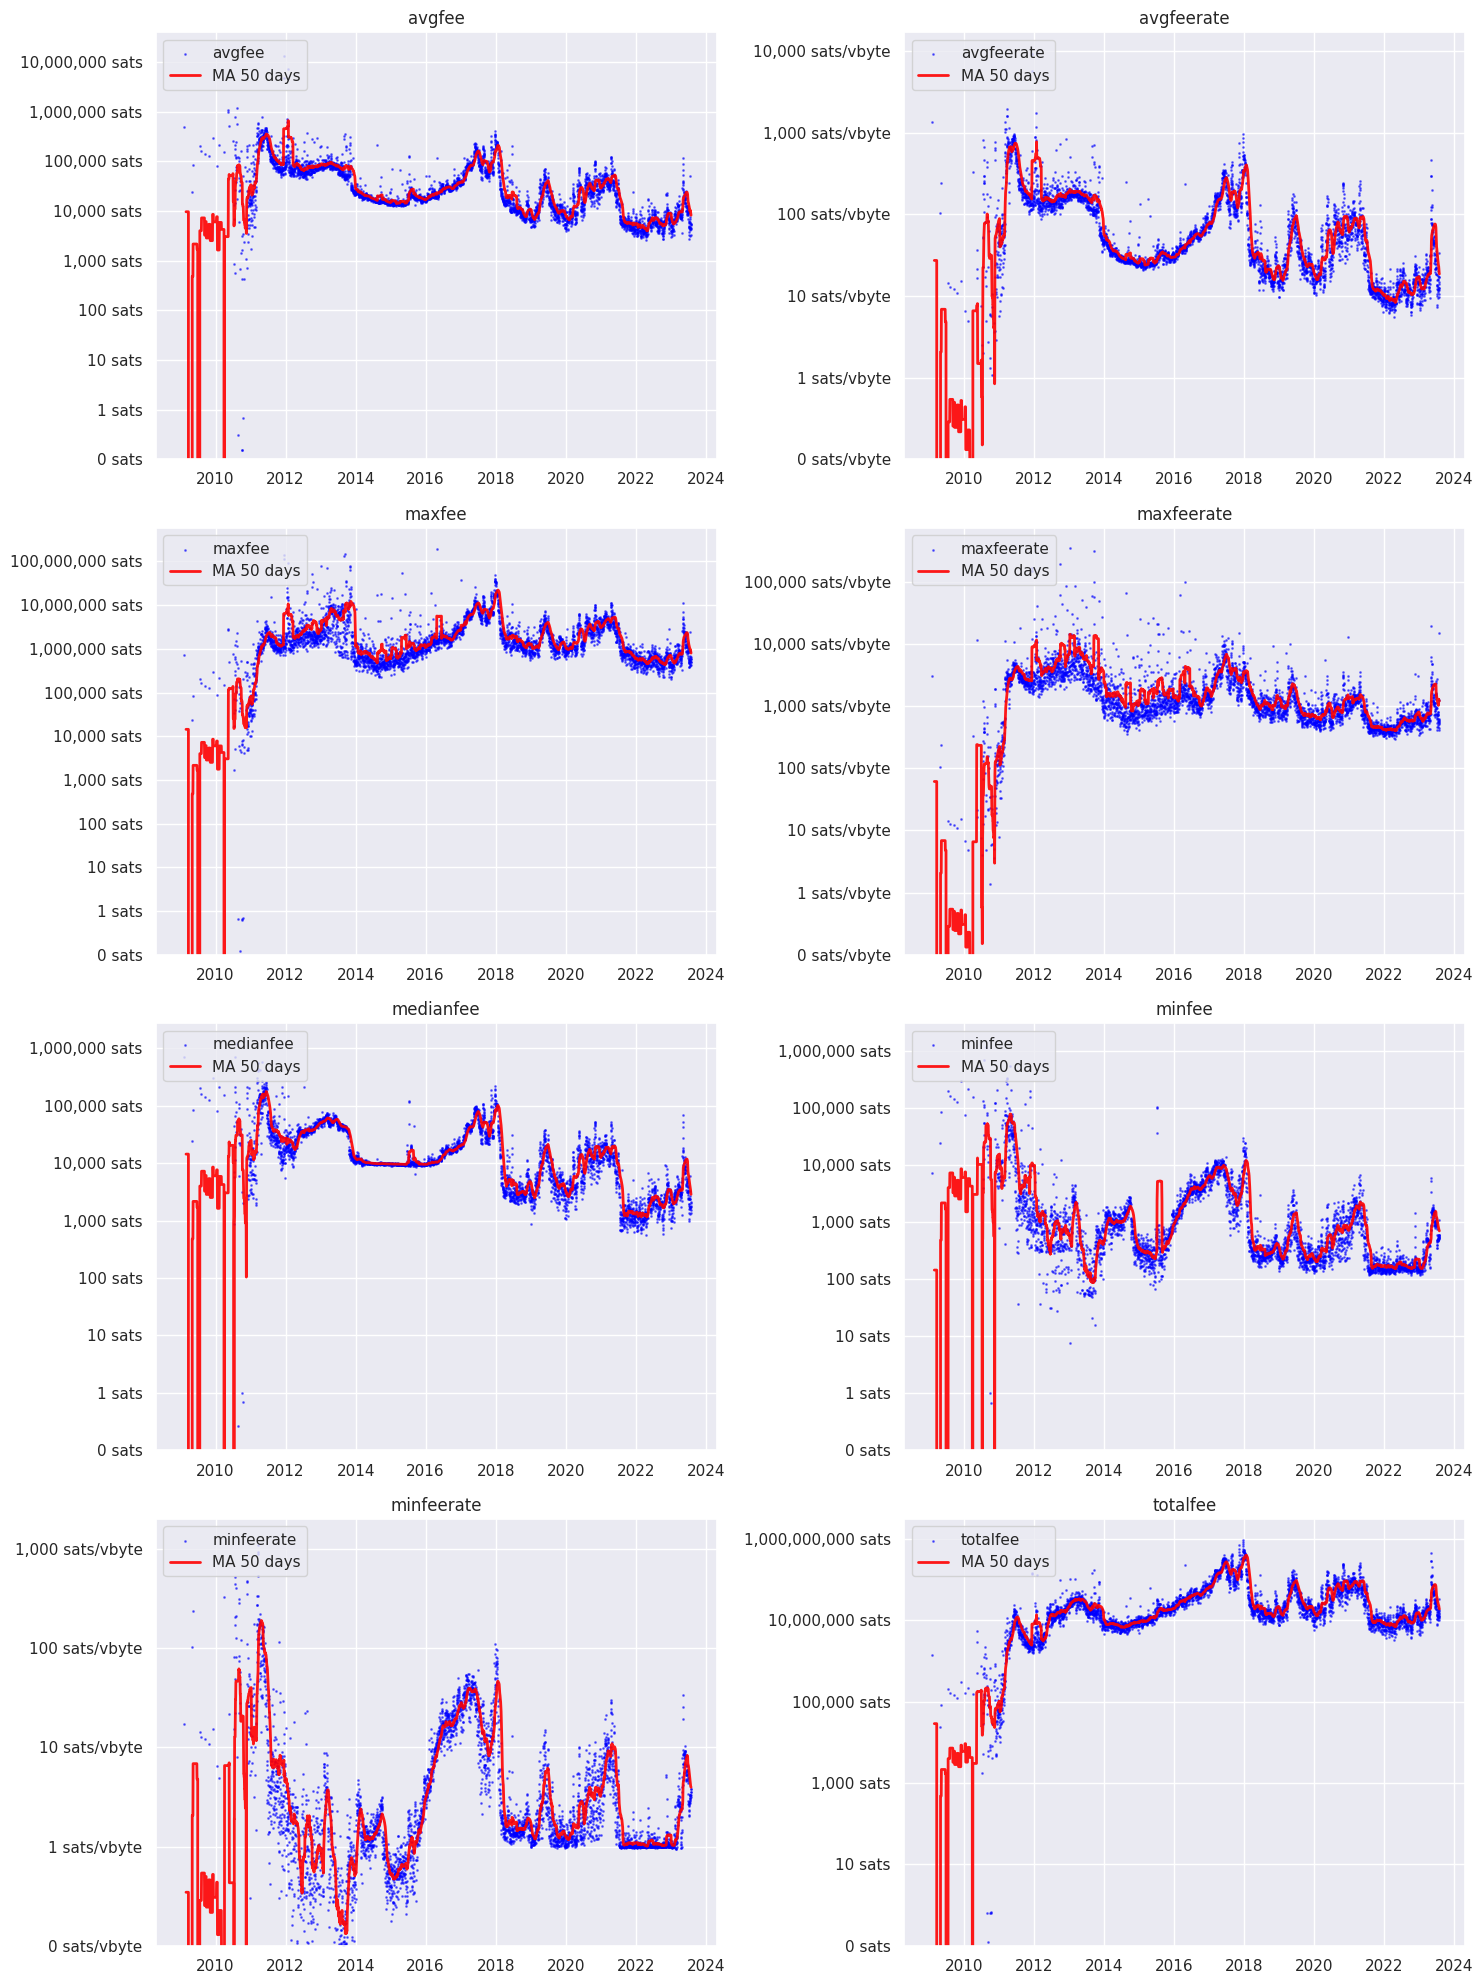 avgfee
10,000,000 sats
1,000,000 sats
100,000 sats
10,000 sats
1,000 sats
100 sats
10 sats
1 sats
0 sats
avgfee
MA 50 days
2010 2012 2014 2016 2018 2020 2022 2024
avgfeerate
10,000 sats/vbyte
1,000 sats/vbyte
100 sats/vbyte
10 sats/vbyte
1 sats/vbyte
0 sats/vbyte
avgfeerate
MA 50 days
2010 2012 2014 2016 2018 2020 2022 2024
maxfee
100,000,000 sats
10,000,000 sats
1,000,000 sats
100,000 sats
10,000 sats
1,000 sats
100 sats
10 sats
1 sats
0 sats
maxfee
MA 50 days
2010 2012 2014 2016 2018 2020 2022 2024
maxfeerate
100,000 sats/vbyte
10,000 sats/vbyte
1,000 sats/vbyte
100 sats/vbyte
10 sats/vbyte
1 sats/vbyte
0 sats/vbyte
maxfeerate
MA 50 days
2010 2012 2014 2016 2018 2020 2022 2024
medianfee
1,000,000 sats
100,000 sats
10,000 sats
1,000 sats
100 sats
10 sats
1 sats
0 sats
medianfee
MA 50 days
2010 2012 2014 2016 2018 2020 2022 2024
minfee
1,000,000 sats
100,000 sats
10,000 sats
1,000 sats
100 sats
10 sats
1 sats
0 sats
minfee
MA 50 days
2010 2012 2014 2016 2018 2020 2022 2024
minfeerate
1,000 sats/vbyte
100 sats/vbyte
10 sats/vbyte
1 sats/vbyte
0 sats/vbyte
minfeerate
MA 50 days
2010 2012 2014 2016 2018 2020 2022 2024
totalfee
1,000,000,000 sats
10,000,000 sats
100,000 sats
1,000 sats
10 sats
0 sats
totalfee
MA 50 days
2010 2012 2014 2016 2018 2020 2022 2024